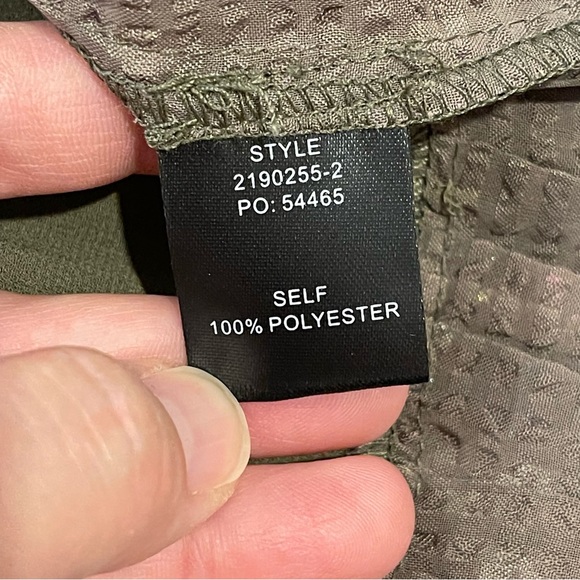 STYLE
2190255-2
PO: 54465
SELF
100% POLYESTER